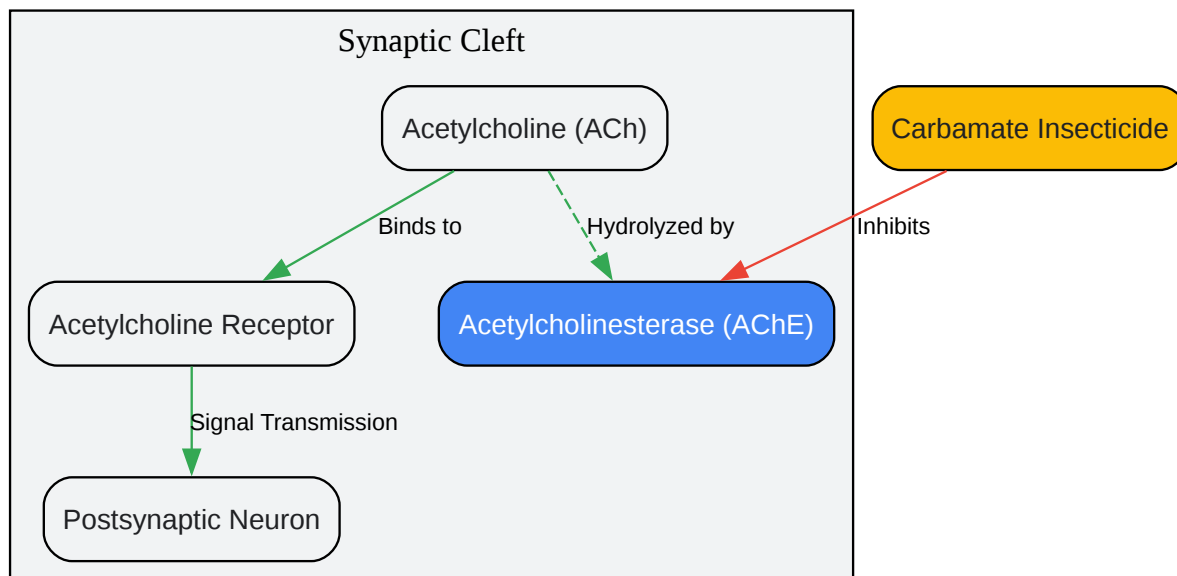 Synaptic Cleft
Acetylcholine (ACh)
Carbamate Insecticide
Binds to
Hydrolyzed by
Inhibits
Acetylcholine Receptor
Acetylcholinesterase (AChE)
Signal Transmission
Postsynaptic Neuron